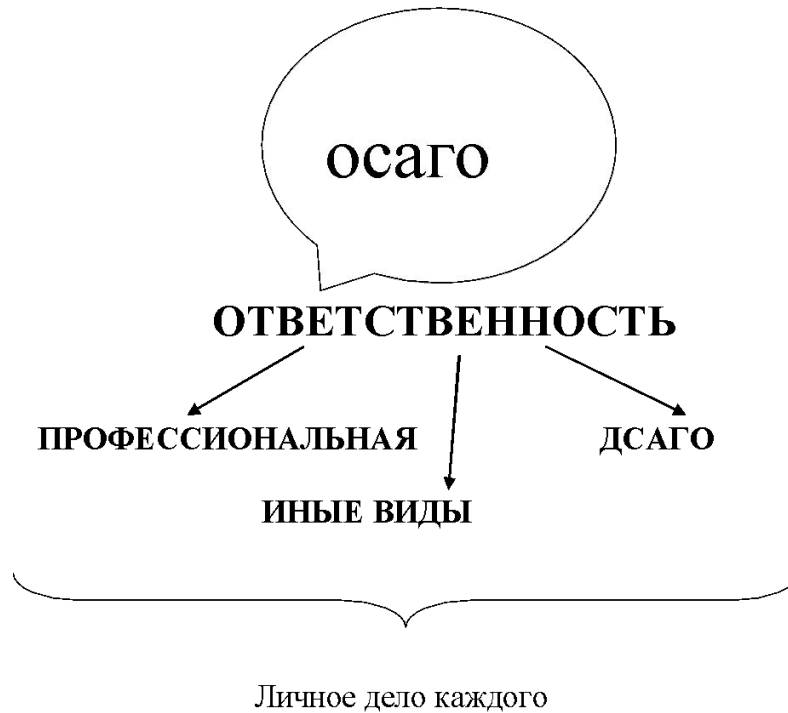 осаго
ОТВЕТСТВЕННОСТЬ
ПРОФЕССИОНАЛЬНАЯ ДСАГО
ИНЫЕ ВИДЫ
Личное дело каждого